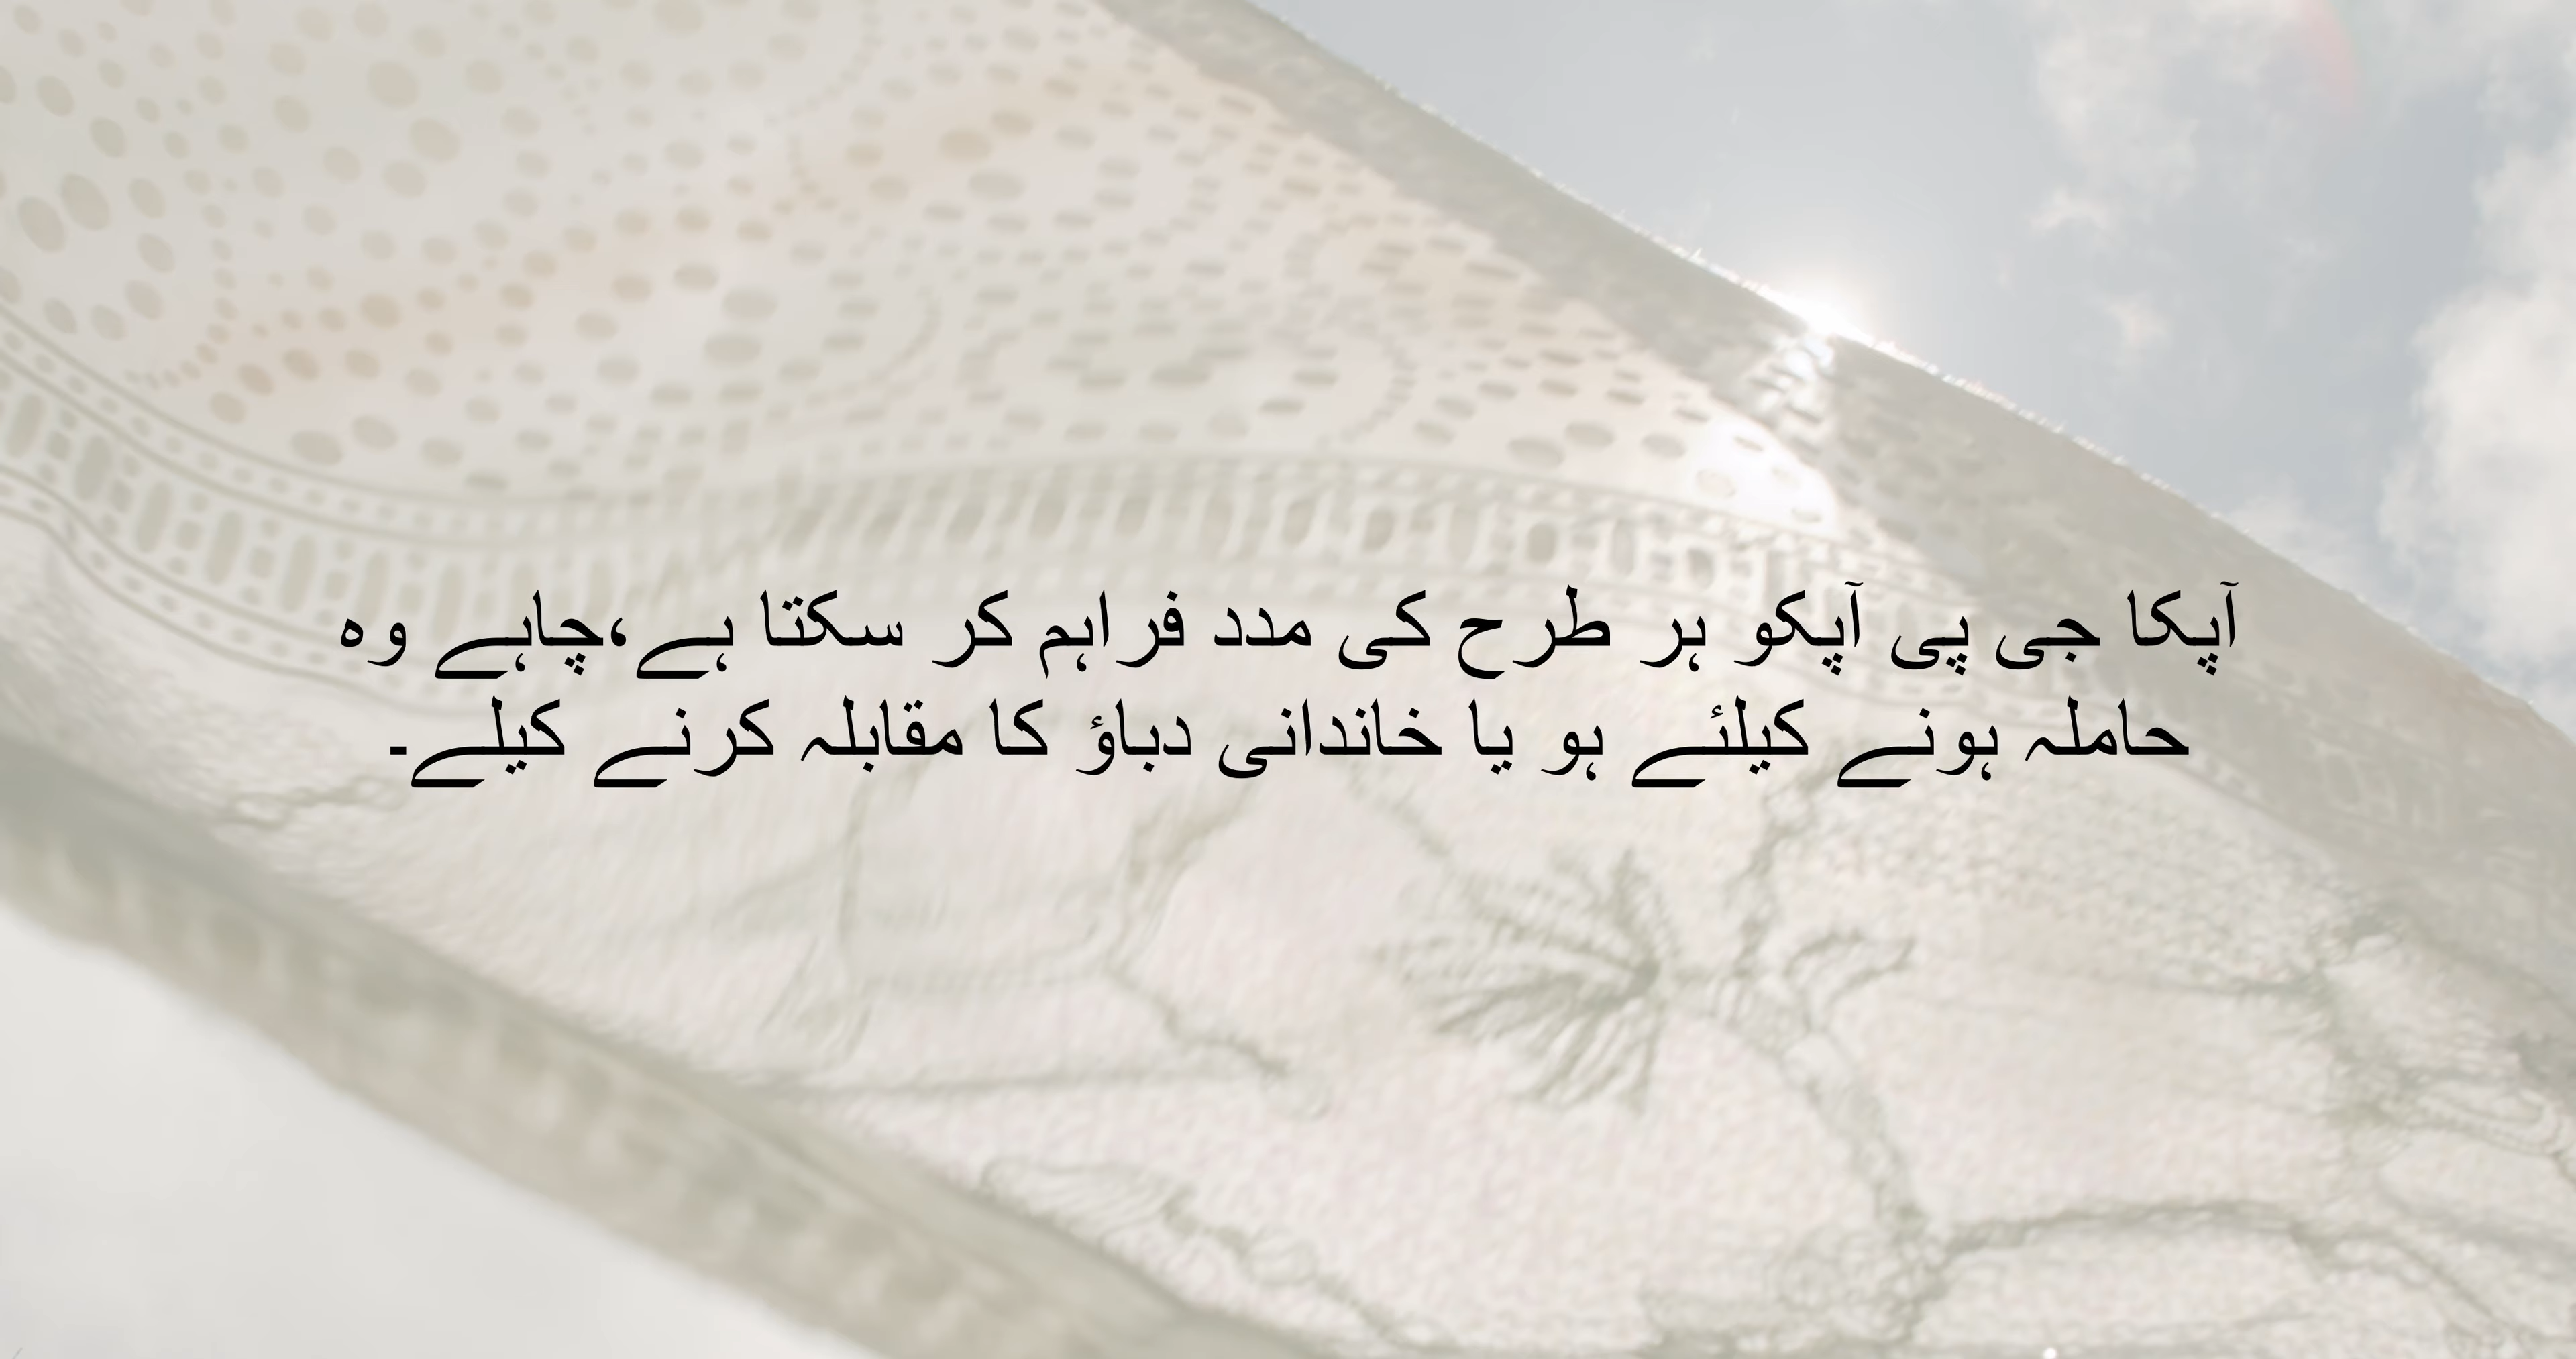 آپکا جی پی آپکو ہر طرح کی مدد فراہم کر سکتا ہے،چاہے وہ
حاملہ ہونے کیلئے ہو یا خاندانی دباؤ کا مقابلہ کرنے کیلے۔